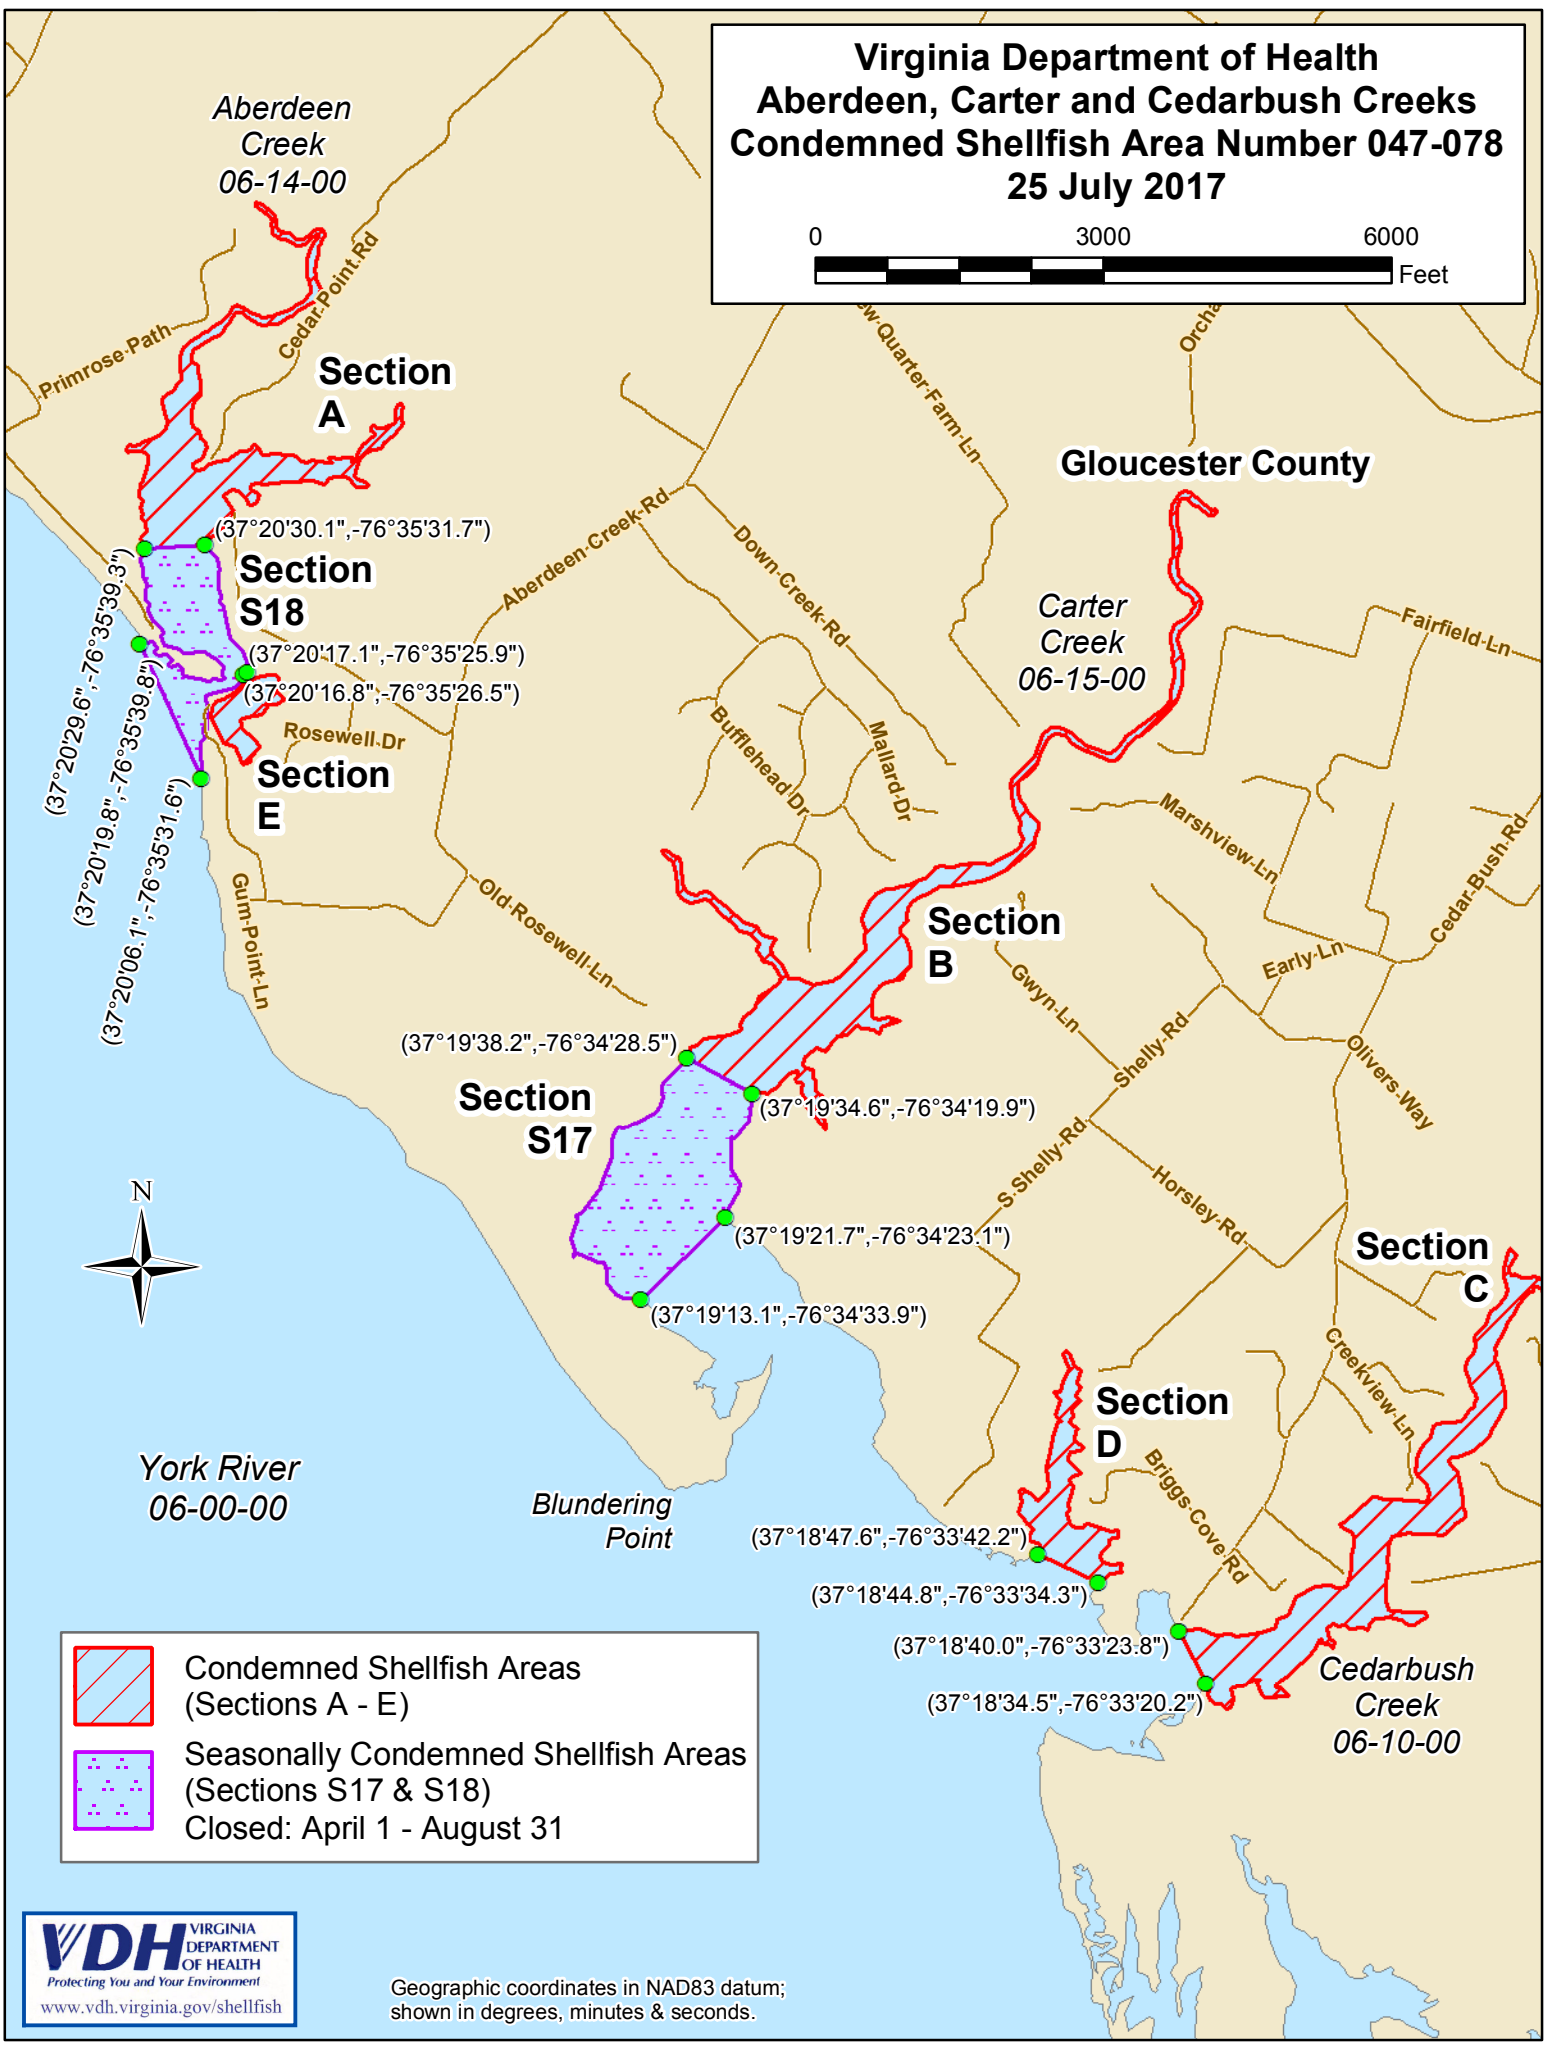 Virginia Department of Health
Aberdeen, Carter and Cedarbush Creeks
Condemned Shellfish Area Number 047-078
25 July 2017
0 3000 6000
Feet
Aberdeen
Creek
06-14-00
Cedar Point Rd
Primrose Path
Section
A
ew Quarter Farm Ln
Orcha
Gloucester County
(37°20'30.1",-76°35'31.7")
Section
S18
(37°20'29.6",-76°35'39.3")
(37°20'19.8",-76°35'39.8")
(37°20'06.1",-76°35'31.6")
(37°20'17.1",-76°35'25.9")
(37°20'16.8",-76°35'26.5")
Rosewell Dr
Section
E
Gum Point Ln
Aberdeen Creek Rd
Down Creek Rd
Carter
Creek
06-15-00
Fairfield Ln
Bufflehead Dr
Mallard Dr
Marshview Ln
Cedar Bush Rd
Old Rosewell Ln
Section
B
Early Ln
Gwyn Ln
Shelly Rd
Olivers Way
(37°19'38.2",-76°34'28.5")
Section
S17
(37°19'34.6",-76°34'19.9")
S Shelly Rd
Horsley Rd
(37°19'21.7",-76°34'23.1")
(37°19'13.1",-76°34'33.9")
N
Section
C
Creekview Ln
Section
D
Briggs Cove Rd
York River
06-00-00
Blundering
Point
(37°18'47.6",-76°33'42.2")
(37°18'44.8",-76°33'34.3")
(37°18'40.0",-76°33'23.8")
(37°18'34.5",-76°33'20.2")
Cedarbush
Creek
06-10-00
Condemned Shellfish Areas
(Sections A - E)
Seasonally Condemned Shellfish Areas
(Sections S17 & S18)
Closed: April 1 - August 31
VDH VIRGINIA
DEPARTMENT
OF HEALTH
Protecting You and Your Environment
www.vdh.virginia.gov/shellfish
Geographic coordinates in NAD83 datum;
shown in degrees, minutes & seconds.